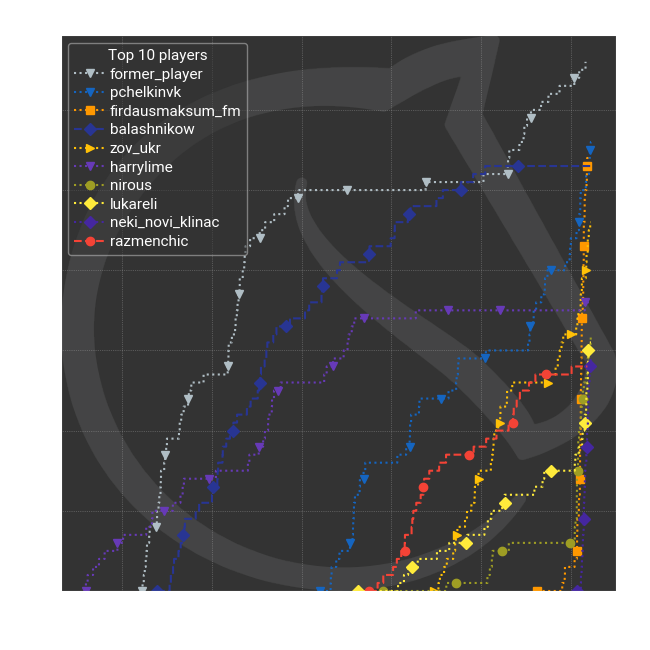 Top 10 players
former_player
pchelkinvk
firdausmaksum_fm
balashnikow
zov_ukr
harrylime
nirous
lukareli
neki_novi_klinac
razmenchic